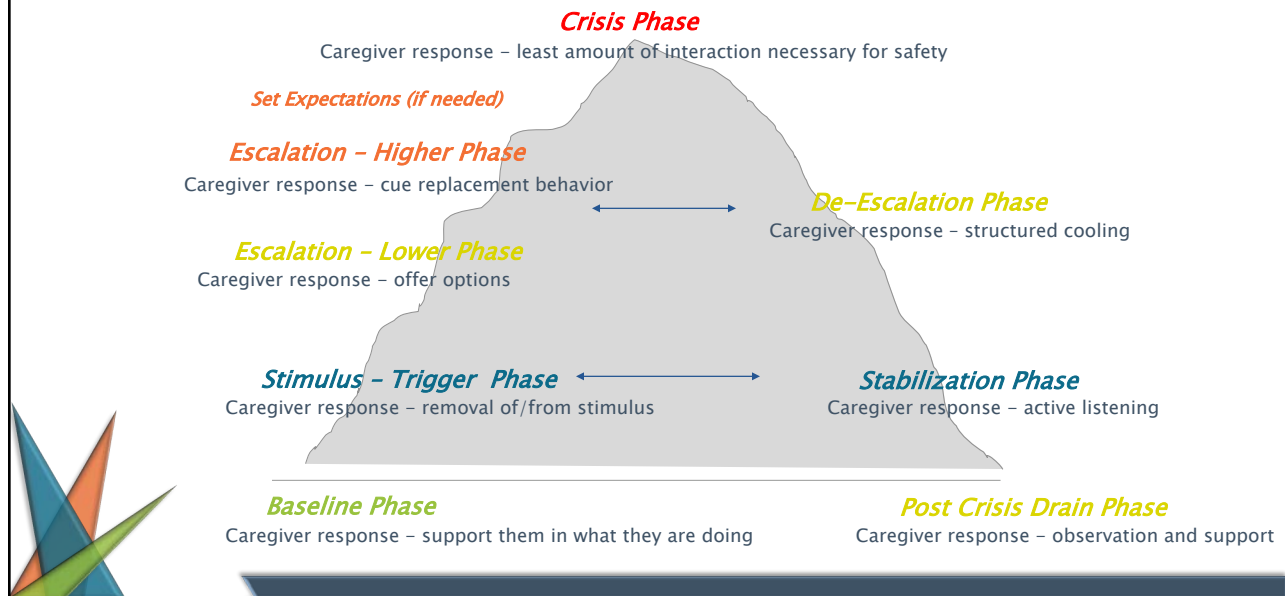 Crisis Phase
Caregiver response – least amount of interaction necessary for safety
Set Expectations (if needed)
Escalation – Higher Phase
Caregiver response – cue replacement behavior
De-Escalation Phase
Caregiver response – structured cooling
Escalation – Lower Phase
Caregiver response – offer options
Stimulus – Trigger Phase
Caregiver response – removal of/from stimulus
Stabilization Phase
Caregiver response – active listening
Baseline Phase
Caregiver response – support them in what they are doing
Post Crisis Drain Phase
Caregiver response – observation and support